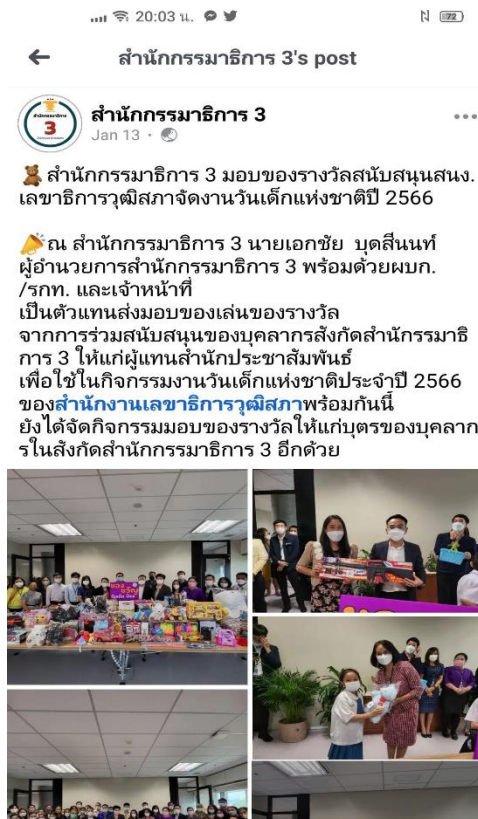 20:03 น.
72
สำนักกรรมาธิการ 3's post
3
สำนักกรรมาธิการ 3
Jan 13 ·
สำนักกรรมาธิการ 3 มอบของรางวัลสนับสนุนสนง.
เลขาธิการวุฒิสภาจัดงานวันเด็กแห่งชาติปี 2566
ณ สำนักกรรมาธิการ 3 นายเอกชัย บุดสีนนท์
ผู้อำนวยการสำนักกรรมาธิการ 3 พร้อมด้วยผบก.
/รกท. และเจ้าหน้าที่
เป็นตัวแทนส่งมอบของเล่นของรางวัล
จากการร่วมสนับสนุนของบุคลากรสังกัดสำนักรรมาธิ
การ 3 ให้แก่ผู้แทนสำนักประชาสัมพันธ์
เพื่อใช้ในกิจกรรมงานวันเด็กแห่งชาติประจำปี 2566
ของสำนักงานเลขาธิการวุฒิสภาพร้อมกันนี้
ยังได้จัดกิจกรรมมอบของรางวัลให้แก่บุตรของบุคลาก
รในสังกัดสำนักกรรมาธิการ 3 อีกด้วย
ของ
ขวัญ